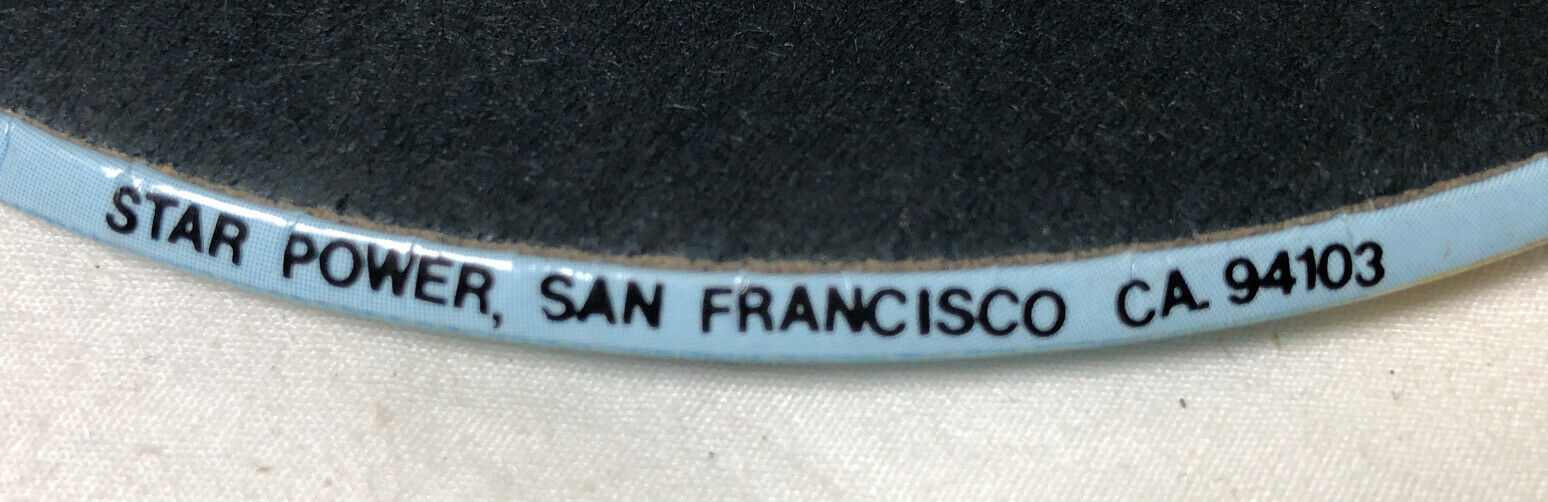 STAR POWER, SAN FRANCISCO CA. 94103